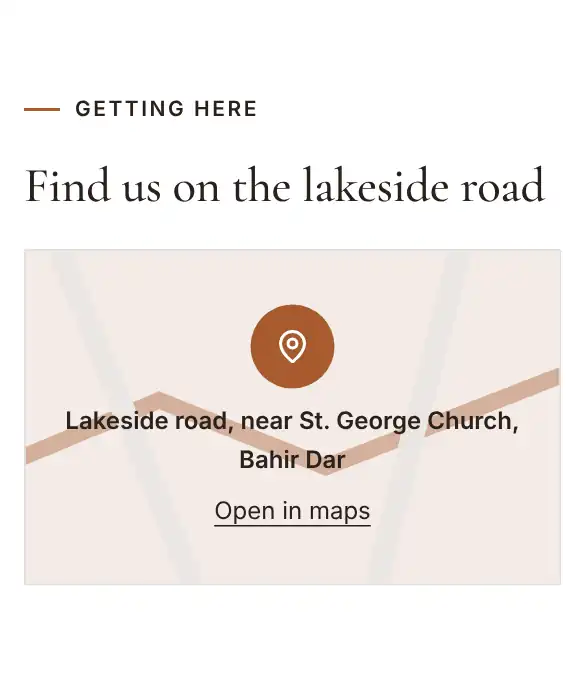 GETTING HERE
Find us on the lakeside road
Lakeside road, near St. George Church,
Bahir Dar
Open in maps